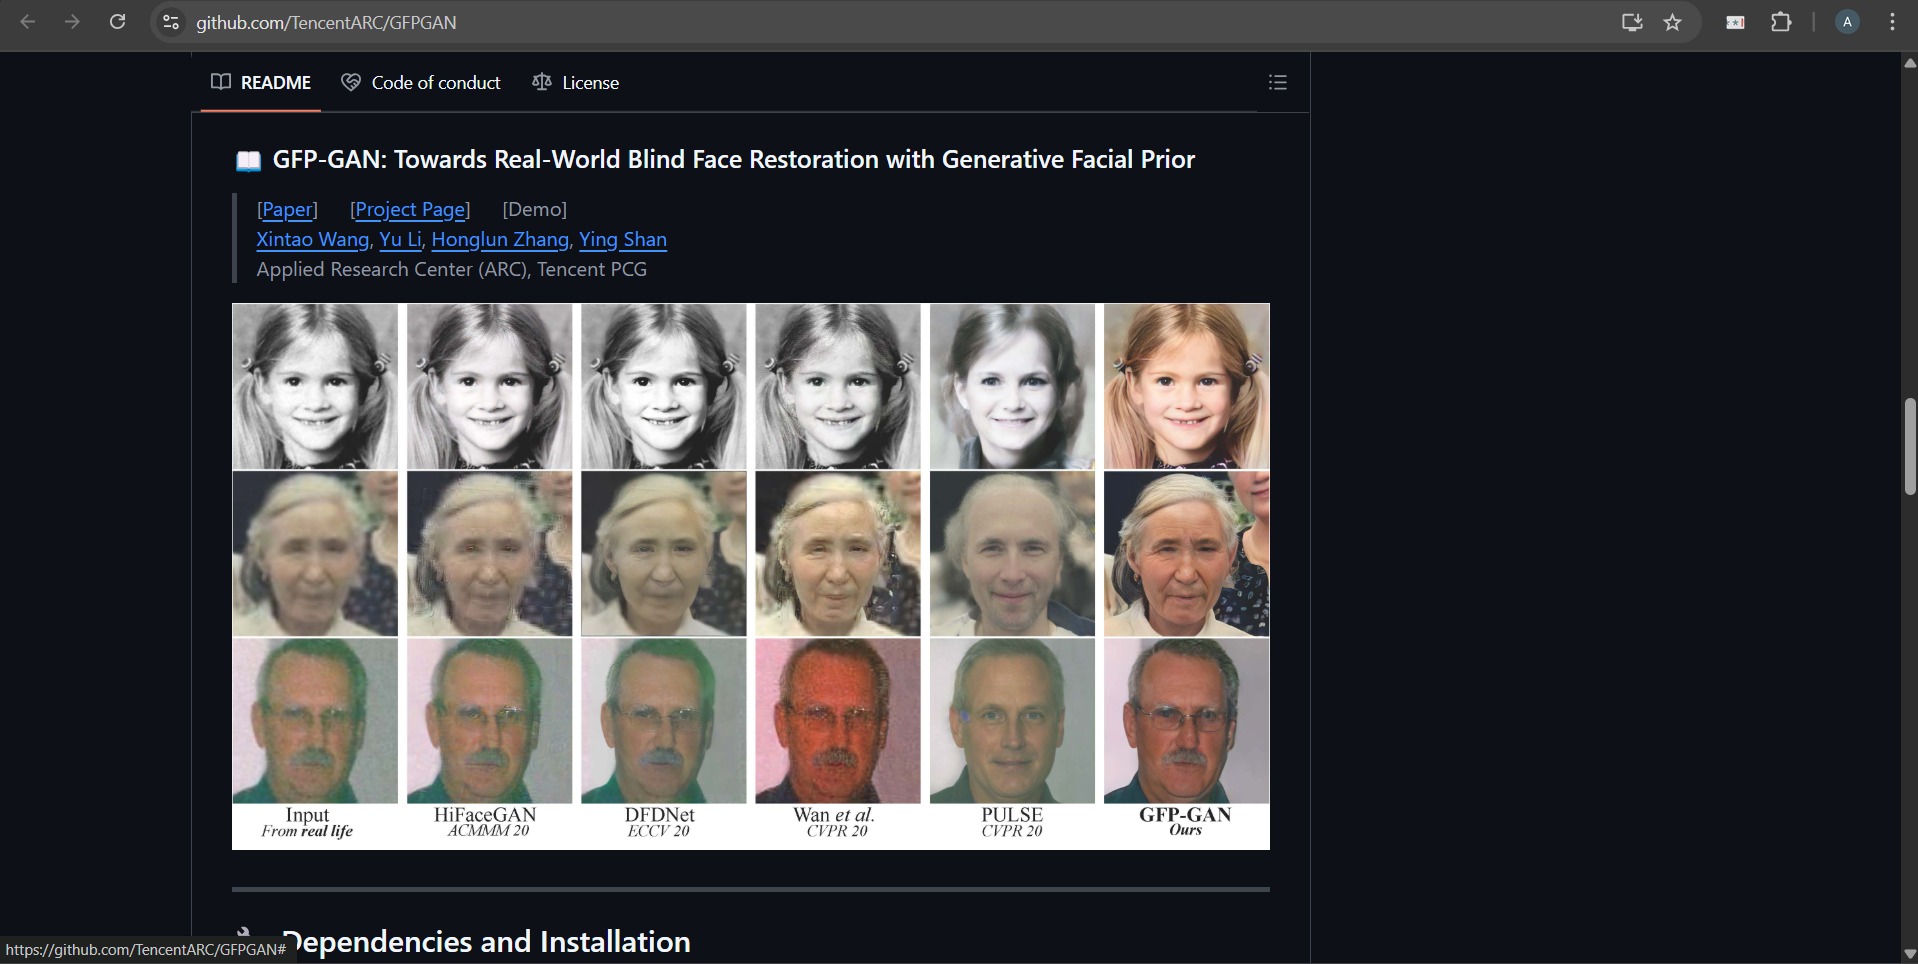 github.com/TencentARC/GFPGAN
A
README Code of conduct License
GFP-GAN: Towards Real-World Blind Face Restoration with Generative Facial Prior
[Paper] [Project Page] [Demo]
Xintao Wang, Yu Li, Honglun Zhang, Ying Shan
Applied Research Center (ARC), Tencent PCG
Input HiFaceGAN DFDNet Wan et al. PULSE GFP-GAN
From real life ACMMM 20 ECCV 20 CVPR 20 CVPR 20 Ours
Dependencies and Installation
https://github.com/TencentARC/GFPGAN#